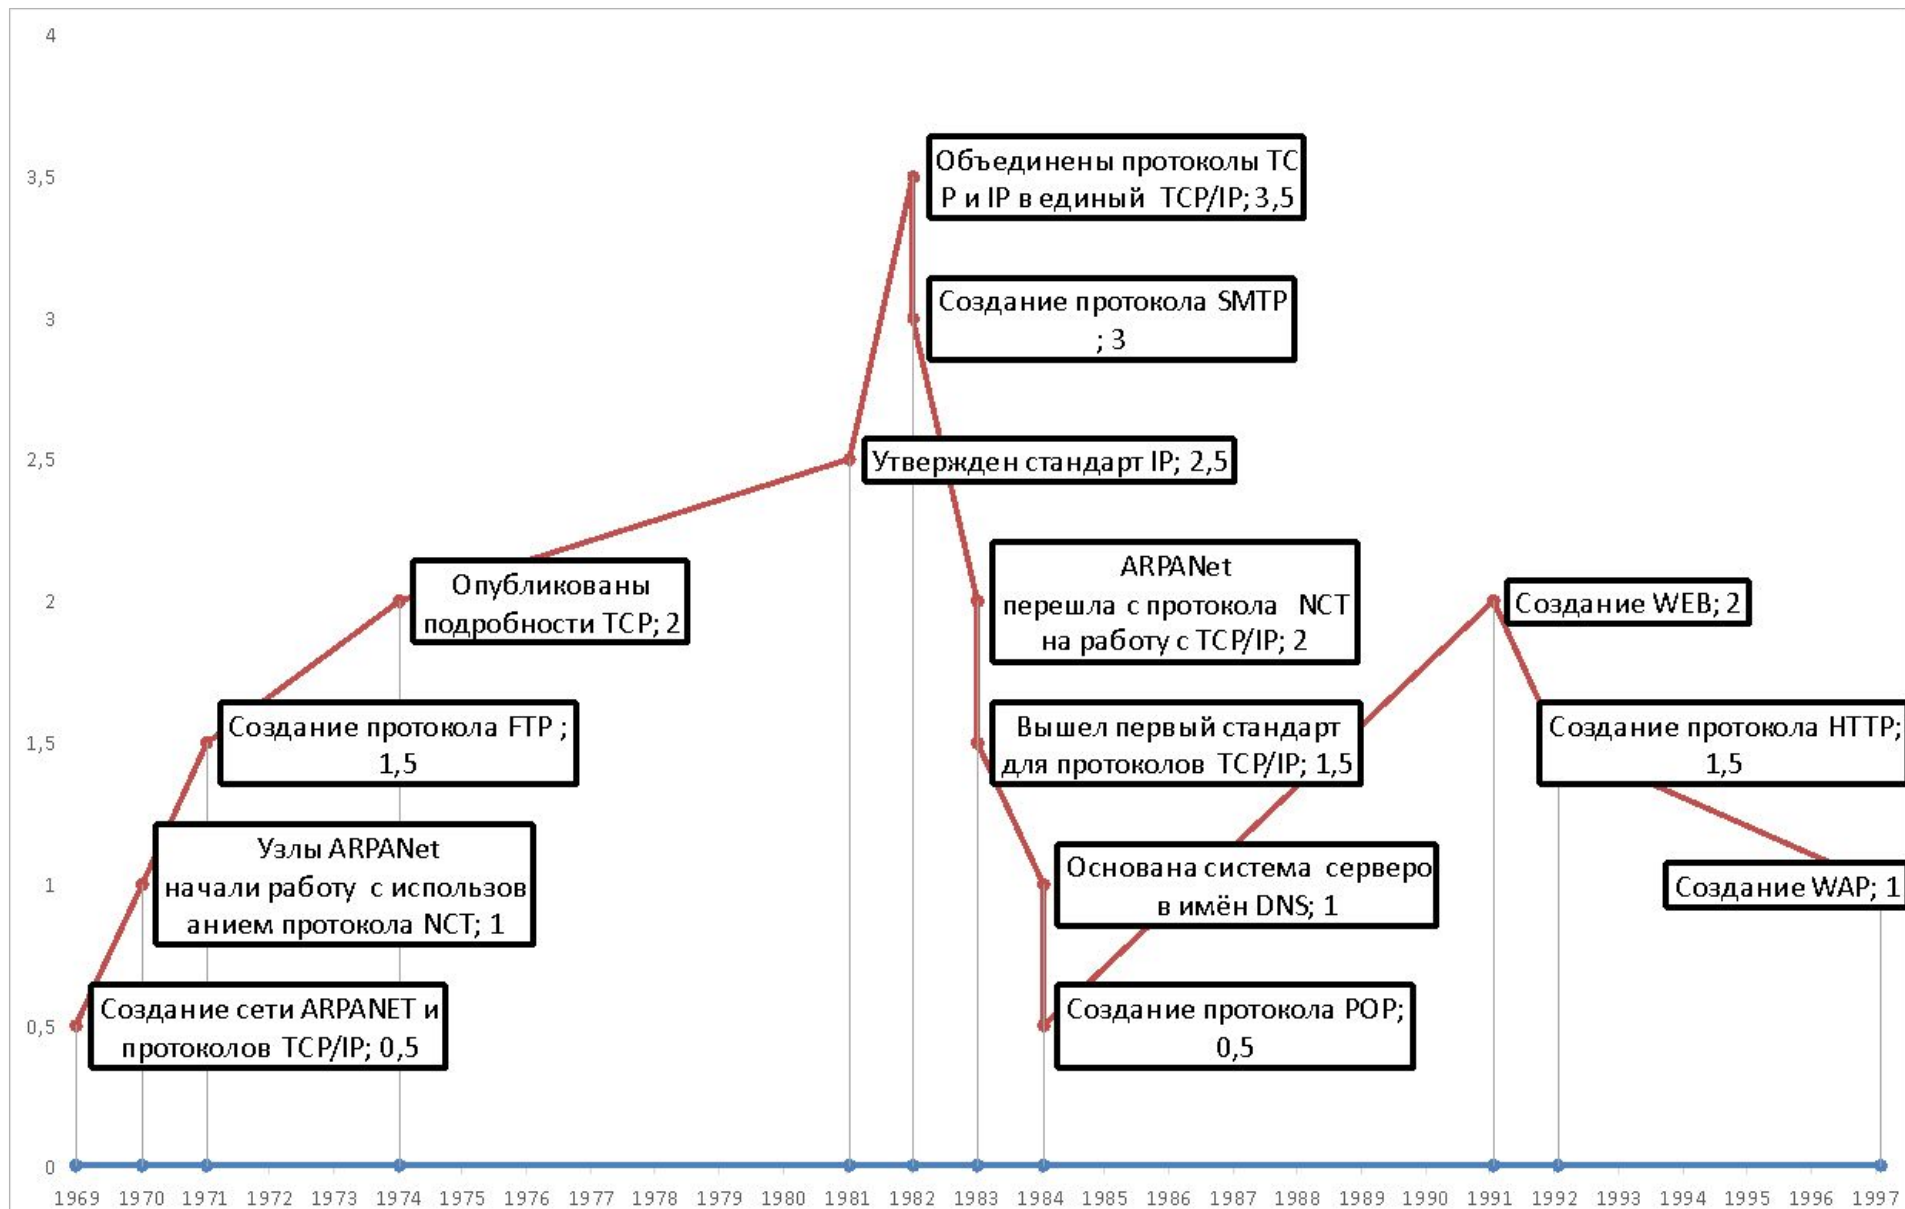 4
3,5
3
2,5
2
1,5
1
0,5
0
Объединены протоколы TC
P и IP в единый TCP/IP; 3,5
Создание протокола SMTP
; 3
Утвержден стандарт IP; 2,5
Опубликованы
подробности TCP; 2
ARPANet
перешла с протокола NCT
на работу с TCP/IP; 2
Создание WEB; 2
Создание протокола FTP ;
1,5
Вышел первый стандарт
для протоколов TCP/IP; 1,5
Создание протокола HTTP;
1,5
Узлы ARPANet
начали работу с использов
анием протокола NCT; 1
Основана система серверо
в имён DNS; 1
Создание WAP; 1
Создание сети ARPANET и
протоколов TCP/IP; 0,5
Создание протокола POP;
0,5
1969 1970 1971 1972 1973 1974 1975 1976 1977 1978 1979 1980 1981 1982 1983 1984 1985 1986 1987 1988 1989 1990 1991 1992 1993 1994 1995 1996 1997